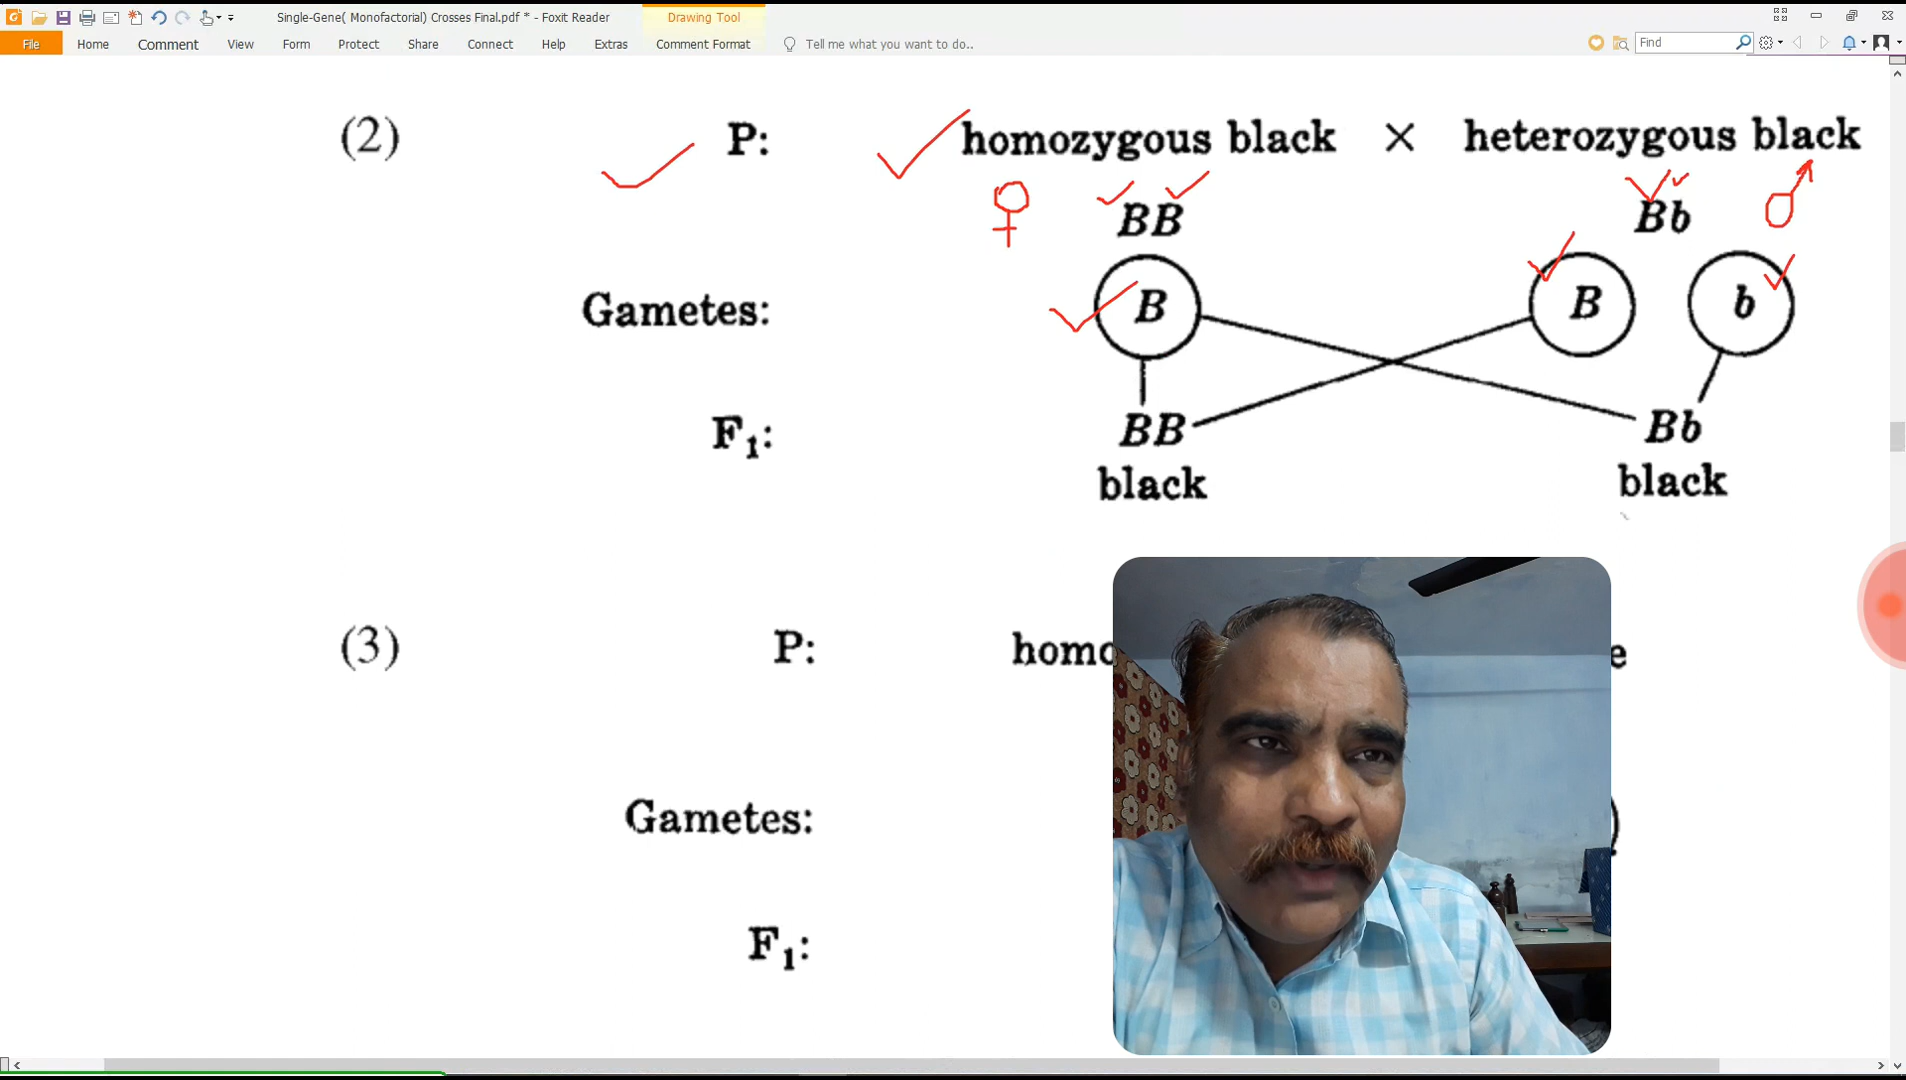 Single-Gene( Monofactorial) Crosses Final.pdf * - Foxit Reader
Drawing Tool
File Home Comment View Form Protect Share Connect Help Extras Comment Format Tell me what you want to do.. Find
(2) P: homozygous black × heterozygous black
♀ BB Bb ♂
Gametes: B B b
F₁: BB Bb
black black
(3) P: homo e
Gametes:
F₁: